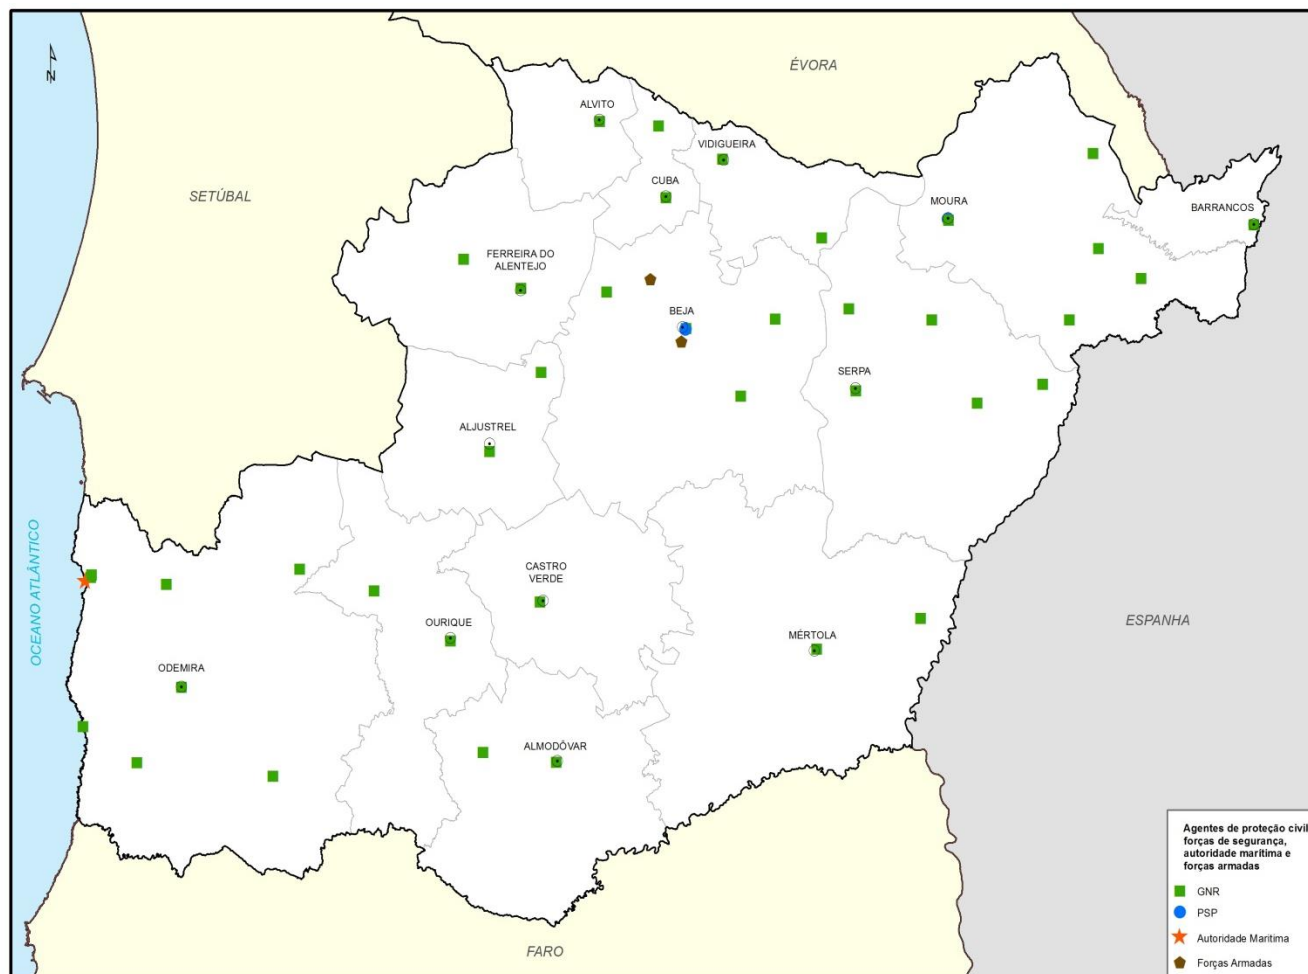 ÉVORA
ALVITO
VIDIGUEIRA
CUBA
SETÚBAL
MOURA
BARRANCOS
FERREIRA DO
ALENTEJO
BEJA
SERPA
ALJUSTREL
OCEANO ATLÂNTICO
CASTRO
VERDE
OURIQUE
MÉRTOLA
ESPANHA
ODEMIRA
ALMODÔVAR
FARO
Agentes de proteção civil
forças de segurança,
autoridade marítima e
forças armadas
GNR
PSP
Autoridade Maritima
Forças Armadas
N